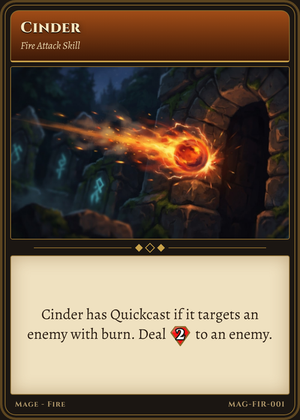 Cinder
Fire Attack Skill
Cinder has Quickcast if it targets an
enemy with burn. Deal 2 to an enemy.
Mage - Fire
MAG-FIR-001